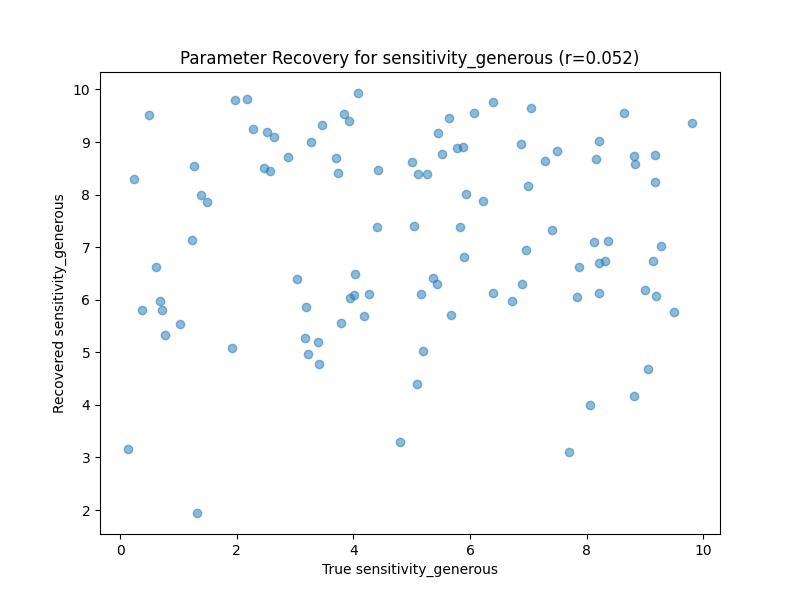 Parameter Recovery for sensitivity_generous (r=0.052)
10
9
8
7
6
5
4
3
2
Recovered sensitivity_generous
0 2 4 6 8 10
True sensitivity_generous